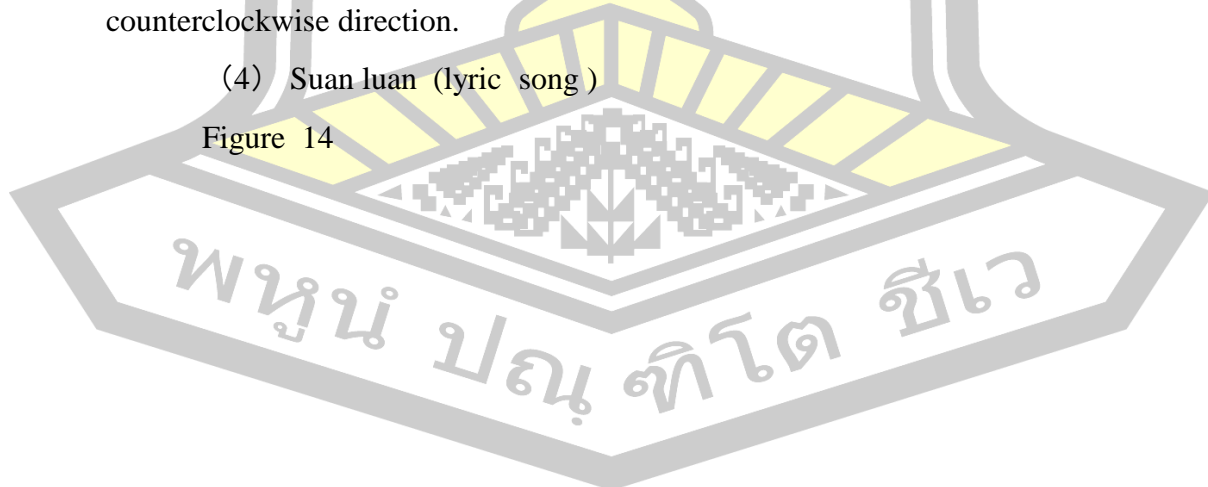 counterclockwise direction.
（4） Suan luan (lyric song )
Figure 14
พหูนํ ปณฺฑิโต ชีเว